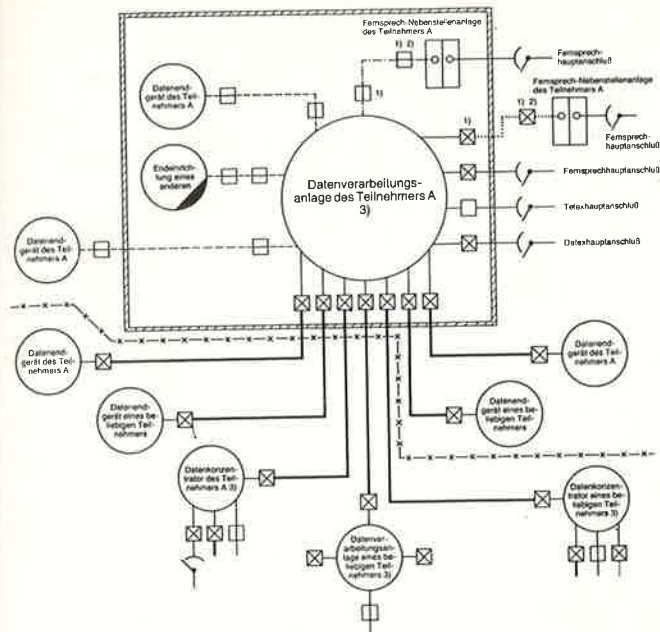 Fernsprech-Nebenstellenanlage
des Teilnehmers A
1) 2)
Fernsprech-
hauptanschluß
1)
Datenend-
gerät des Teil-
nehmers A
Fernsprech-Nebenstellenanlage
des Teilnehmers A
1) 2)
1)
Fernsprech-
hauptanschluß
Endeinrich-
tung eines
anderen
Datenverarbeitungs-
anlage des Teilnehmers A
3)
Fernsprechhauptanschluß
Telexhauptanschluß
Datexhauptanschluß
Datenend-
gerät des Teil-
nehmers A
Datenend-
gerät des Teil-
nehmers A
Datenend-
gerät des Teil-
nehmers A
Datenend-
gerät eines be-
liebigen Teil-
nehmers
Datenend-
gerät eines be-
liebigen Teil-
nehmers
Datenkonzen-
trator des Teil-
nehmers A 3)
Datenkonzen-
trator eines be-
liebigen Teil-
nehmers 3)
Datenver-
arbeitungsan-
lage eines be-
liebigen Teil-
nehmers 3)